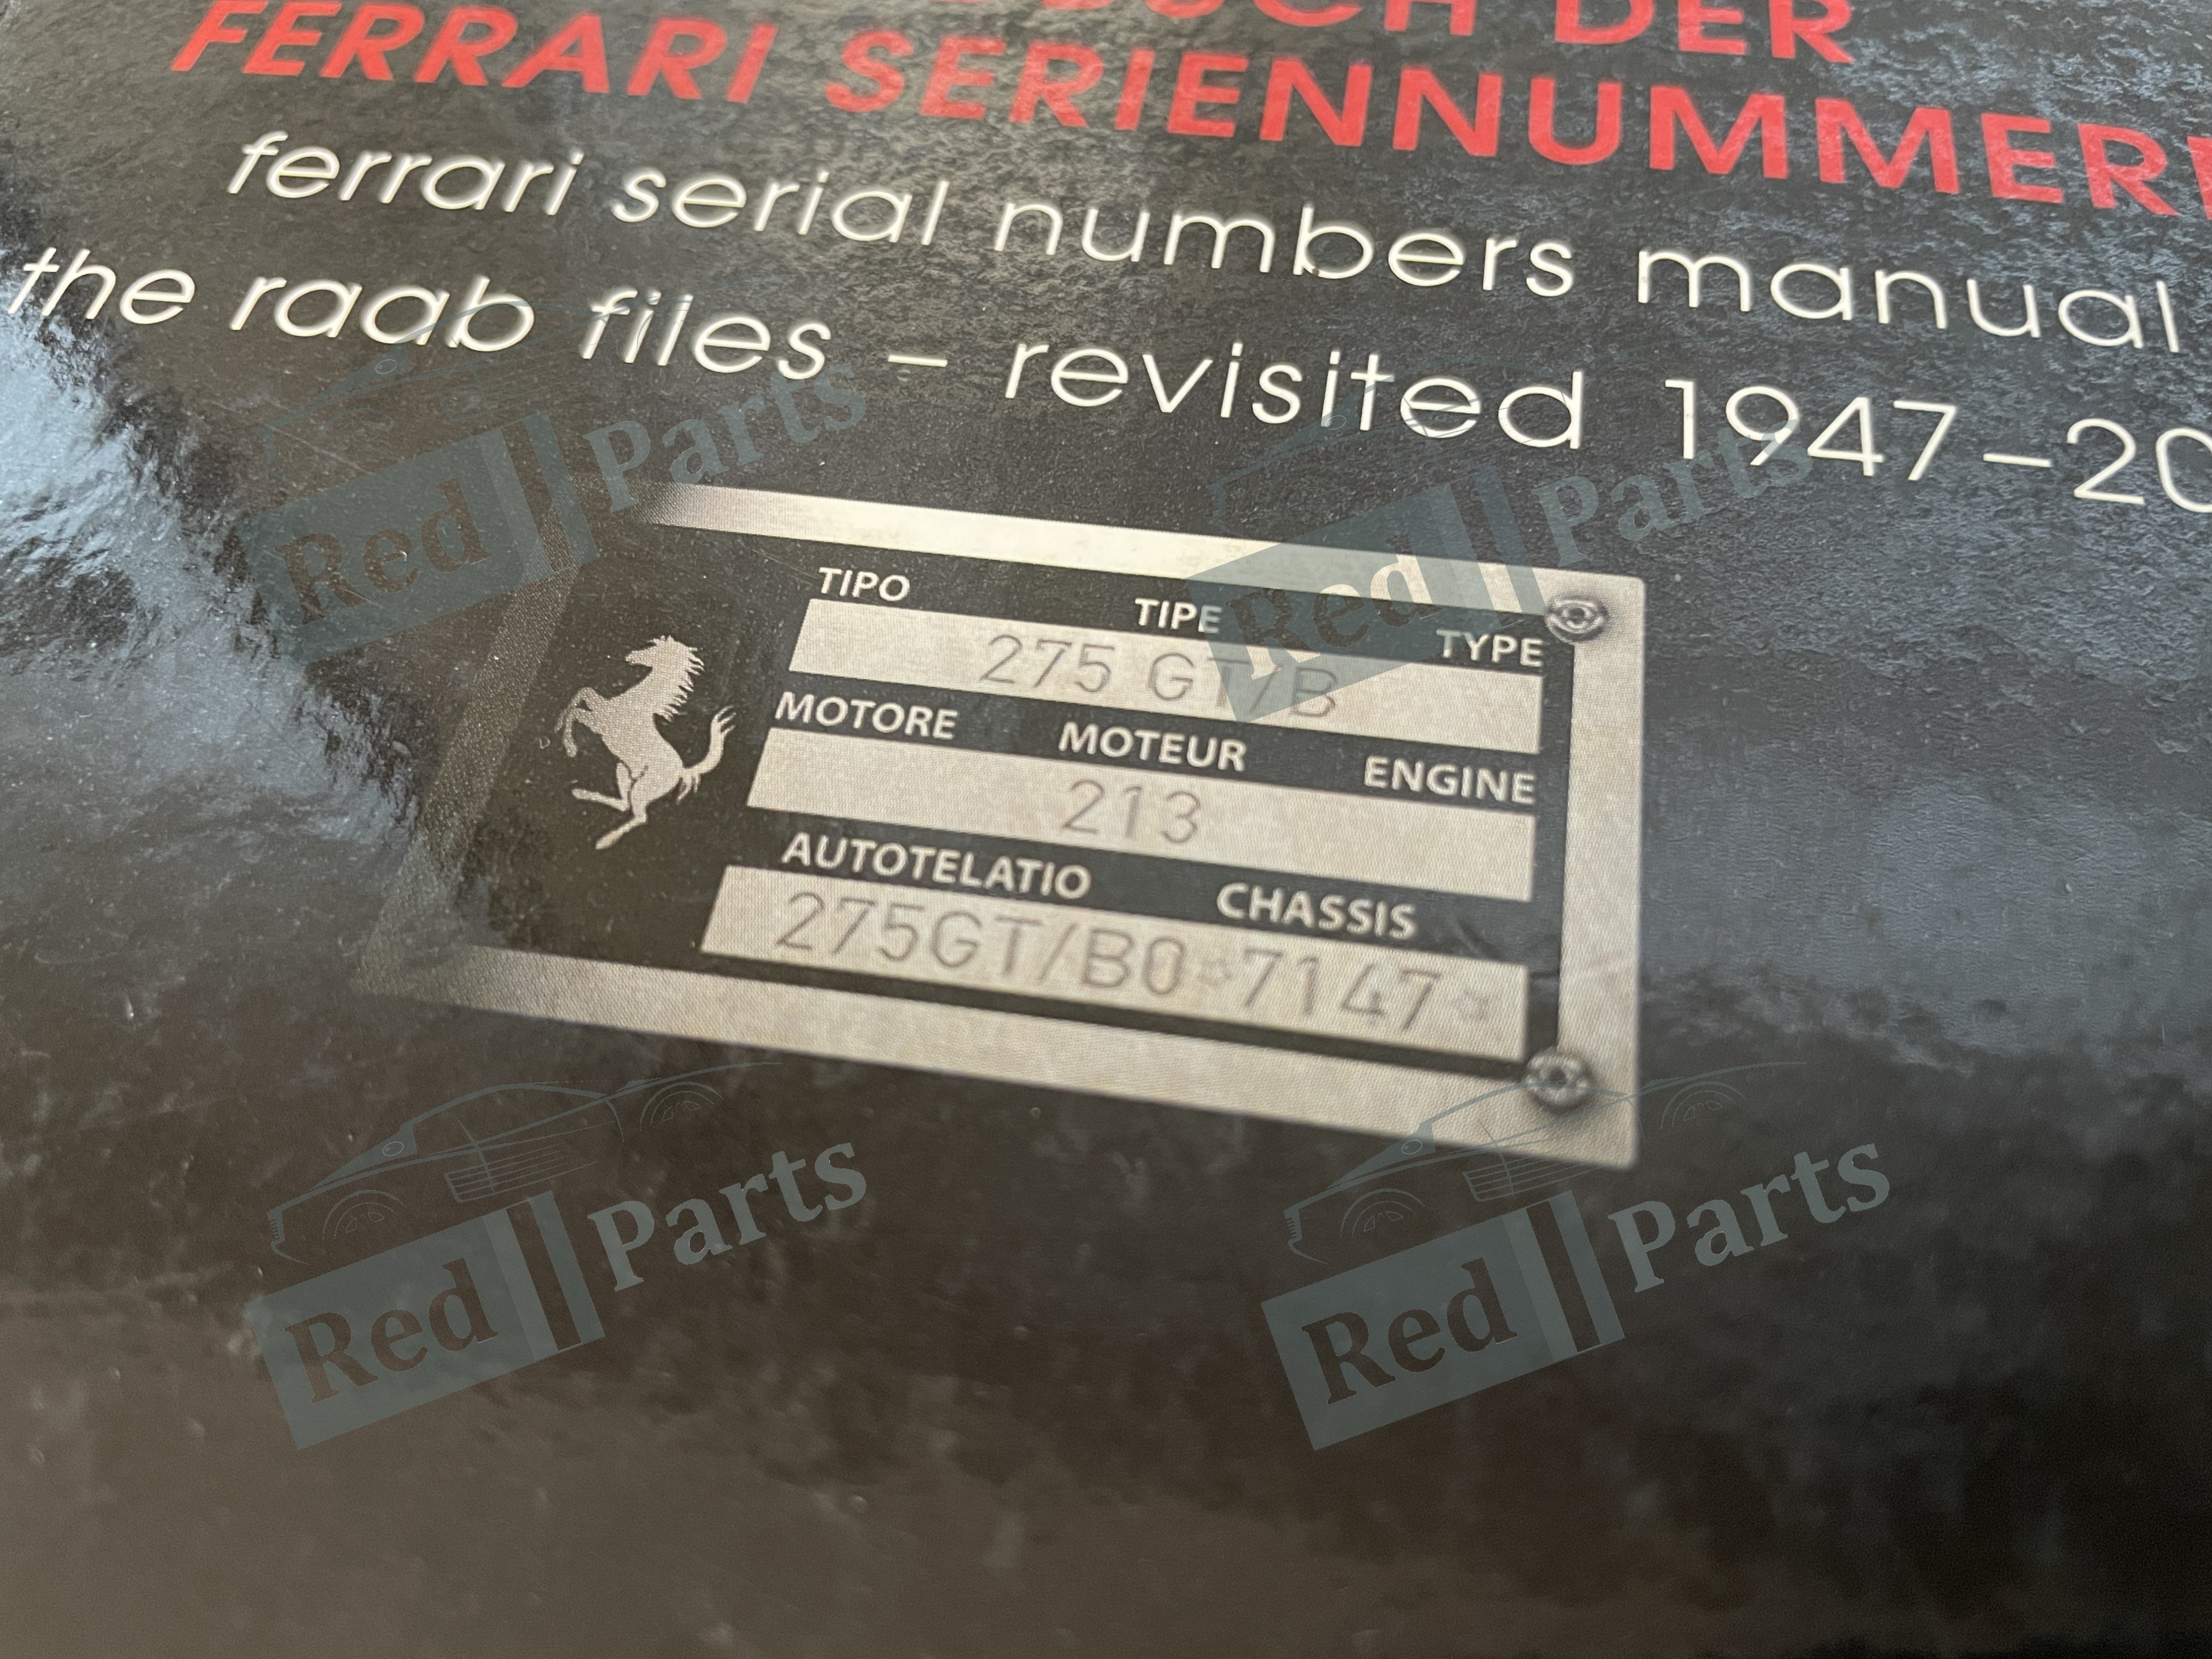 DER
FERRARI SERIENNUMMER
ferrari serial numbers manual
the raab files – revisited 1947–20
TIPO TIPE TYPE
275 GT/B
MOTORE MOTEUR ENGINE
213
AUTOTELATIO CHASSIS
275GT/B0*7147*
Red Parts
Red Parts
Red Parts
Red Parts